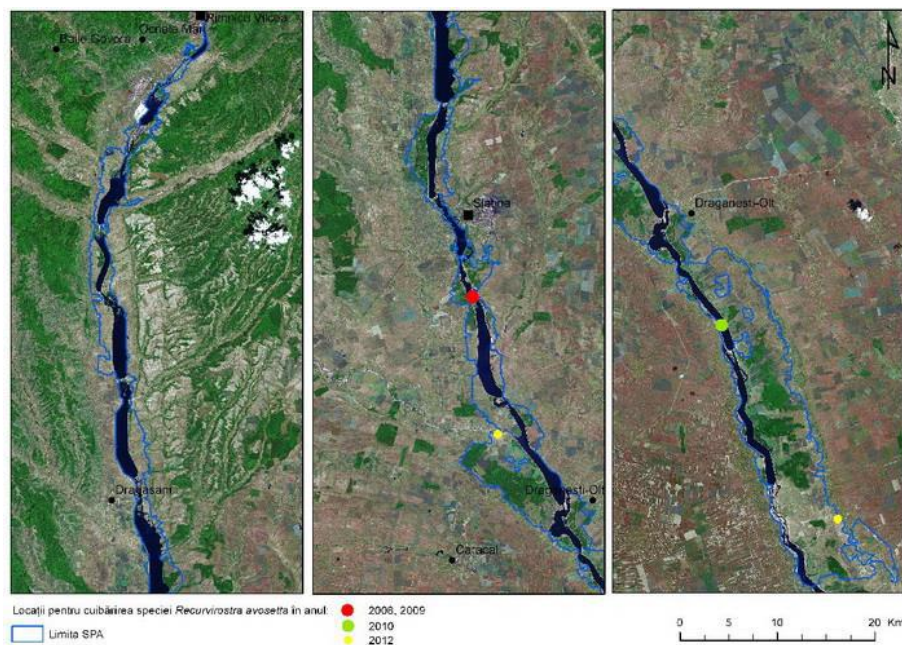 Rimnicu Vilcea
Ocnele Mari
Baile Govora
Dragasani
Slatina
Draganesti-Olt
Caracal
Draganesti-Olt
N
Locații pentru cuibărirea speciei Recurvirostra avosetta în anul:
2008, 2009
2010
2012
Limita SPA
0 5 10 20 Km